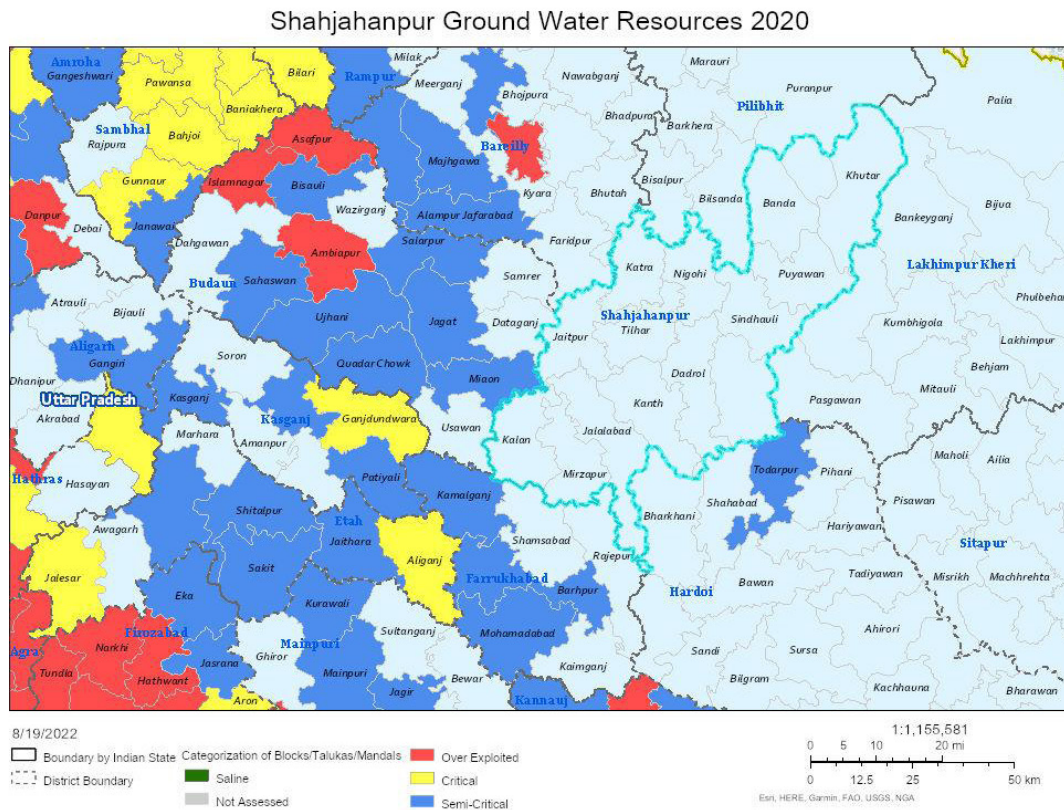 Shahjahanpur Ground Water Resources 2020
Amroha
Gangeshwari
Pawansa
Bilari
Rampur
Milak
Meerganj
Nawabganj
Marauri
Puranpur
Palia
Bhojpura
Pilibhit
Baniakhera
Sambhal
Rajpura
Bahjoi
Asafpur
Majhgawa
Bareilly
Bhadpura
Barkhera
Gunnaur
Islamnagar
Bisauli
Kyara
Bhutah
Bisalpur
Bilsanda
Banda
Khutar
Danpur
Debai
Janawai
Wazirganj
Alampur Jafarabad
Bankeyganj
Bijua
Dahgawan
Ambiapur
Salarpur
Faridpur
Katra
Nigohi
Puyawan
Lakhimpur Kheri
Budaun
Sahaswan
Samrer
Phulbeha
Atrauli
Bijauli
Ujhani
Jagat
Dataganj
Shahjahanpur
Tilhar
Jaitpur
Sindhauli
Kumbhigola
Lakhimpur
Aligarh
Gangiri
Soron
Quadar Chowk
Miaon
Dadrol
Behjam
Dhanipur
Mitauli
Uttar Pradesh
Kasganj
Kasganj
Ganjdundwara
Kanth
Pasgawan
Akrabad
Marhara
Amanpur
Usawan
Kalan
Jalalabad
Hathras
Hasayan
Patiyali
Kamalganj
Mirzapur
Todarpur
Pihani
Maholi
Ailia
Shitalpur
Etah
Jaithara
Shahabad
Pisawan
Awagarh
Shamsabad
Bharkhani
Hariyawan
Sitapur
Jalesar
Sakit
Aliganj
Rajepur
Farrukhabad
Hardoi
Bawan
Tadiyawan
Misrikh
Machhrehta
Eka
Kurawali
Barhpur
Firozabad
Narkhi
Sultanganj
Mohamadabad
Ahirori
Agra
Tundla
Hathwant
Jasrana
Ghiror
Mainpuri
Mainpuri
Bewar
Kaimganj
Sandi
Sursa
Bilgram
Kachhauna
Bharawan
Aron
Jagir
Kannauj
8/19/2022
Boundary by Indian State
District Boundary
Categorization of Blocks/Talukas/Mandals
Saline
Not Assessed
Over Exploited
Critical
Semi-Critical
1:1,155,581
0 5 10 20 mi
0 12.5 25 50 km
Esri, HERE, Garmin, FAO, USGS, NGA